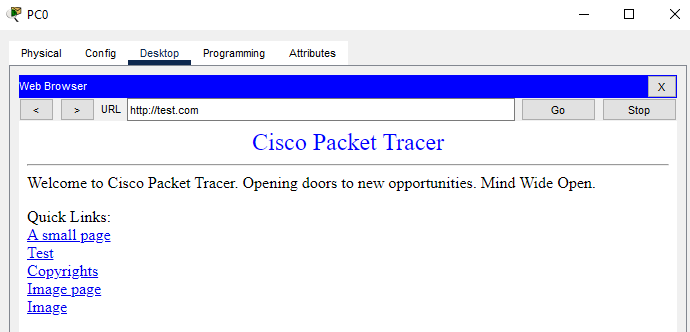 PC0
Physical Config Desktop Programming Attributes
Web Browser X
< > URL http://test.com Go Stop
Cisco Packet Tracer
Welcome to Cisco Packet Tracer. Opening doors to new opportunities. Mind Wide Open.
Quick Links:
A small page
Test
Copyrights
Image page
Image